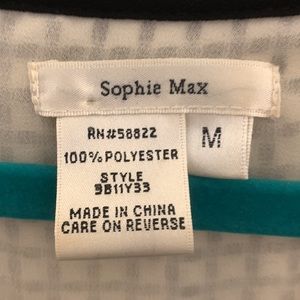 Sophie Max
RN#58822
100% POLYESTER
STYLE
9B11Y33
MADE IN CHINA
CARE ON REVERSE
M